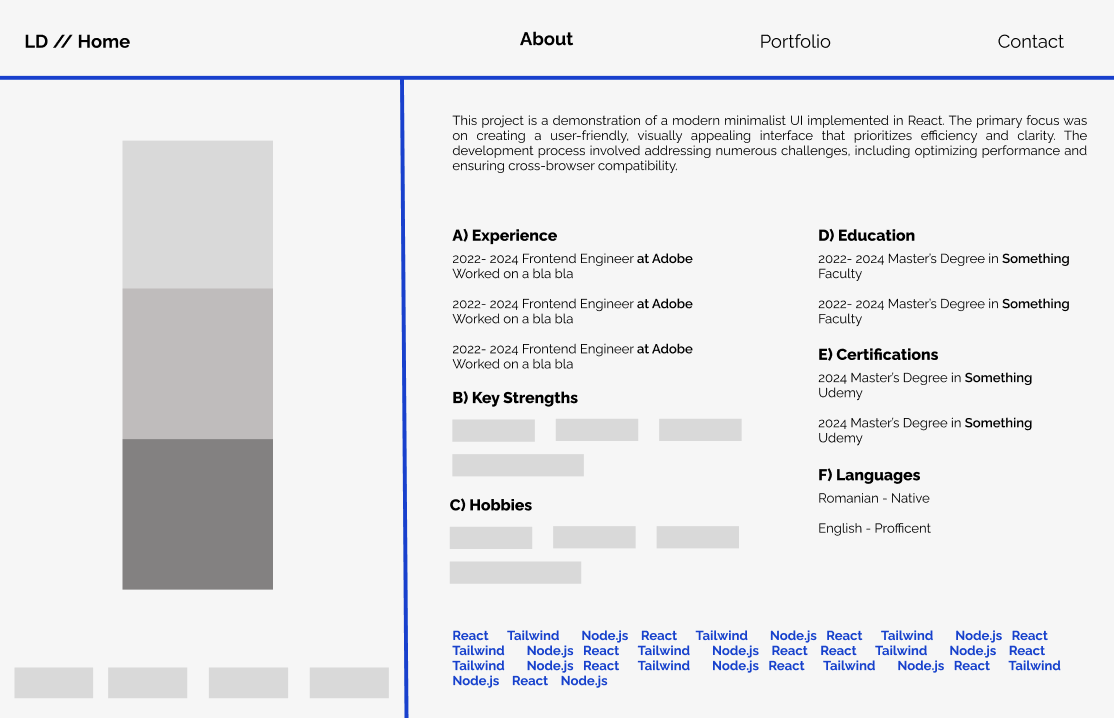 LD // Home
About
Portfolio
Contact
This project is a demonstration of a modern minimalist UI implemented in React. The primary focus was
on creating a user-friendly, visually appealing interface that prioritizes efficiency and clarity. The
development process involved addressing numerous challenges, including optimizing performance and
ensuring cross-browser compatibility.
A) Experience
2022- 2024 Frontend Engineer at Adobe
Worked on a bla bla
2022- 2024 Frontend Engineer at Adobe
Worked on a bla bla
2022- 2024 Frontend Engineer at Adobe
Worked on a bla bla
B) Key Strengths
C) Hobbies
D) Education
2022- 2024 Master's Degree in Something
Faculty
2022- 2024 Master's Degree in Something
Faculty
E) Certifications
2024 Master's Degree in Something
Udemy
2024 Master's Degree in Something
Udemy
F) Languages
Romanian - Native
English - Profficent
React Tailwind Node.js React Tailwind Node.js React Tailwind Node.js React
Tailwind Node.js React Tailwind Node.js React React Tailwind Node.js React
Tailwind Node.js React Tailwind Node.js React Tailwind Node.js React Tailwind
Node.js React Node.js